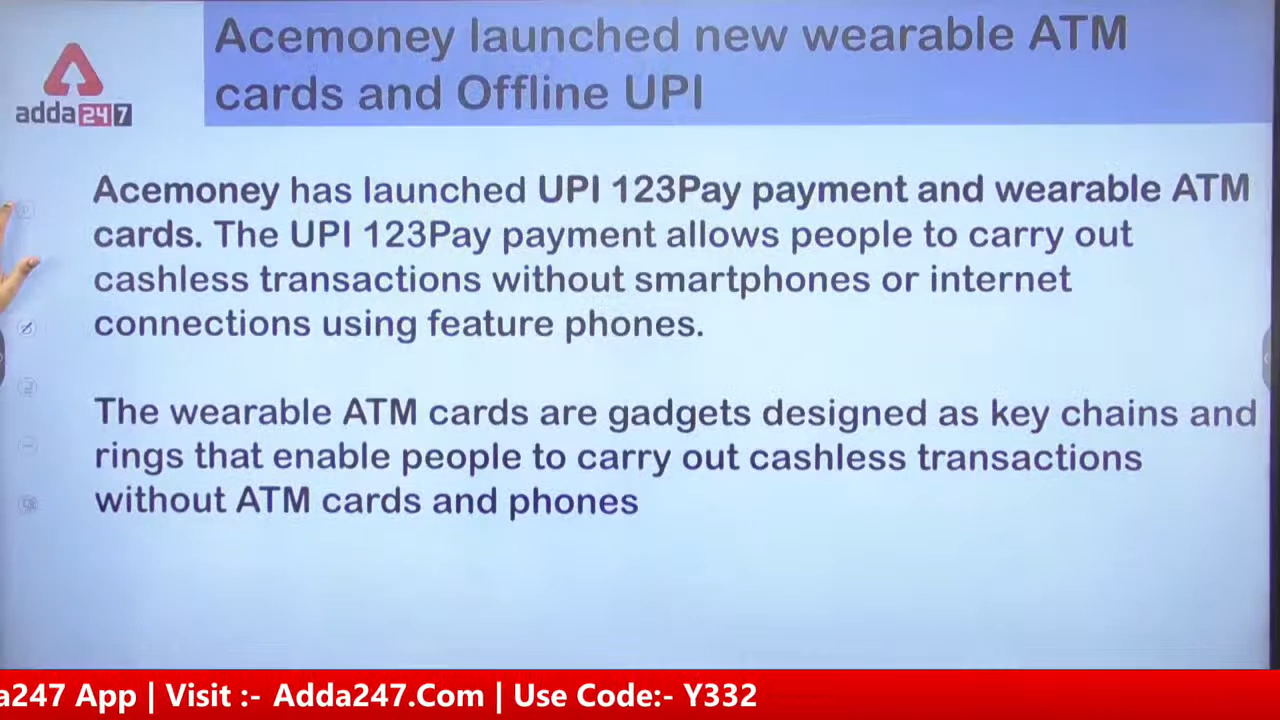 Acemoney launched new wearable ATM
cards and Offline UPI
adda247
Acemoney has launched UPI 123Pay payment and wearable ATM
cards. The UPI 123Pay payment allows people to carry out
cashless transactions without smartphones or internet
connections using feature phones.
The wearable ATM cards are gadgets designed as key chains and
rings that enable people to carry out cashless transactions
without ATM cards and phones
a247 App | Visit :- Adda247.Com | Use Code:- Y332